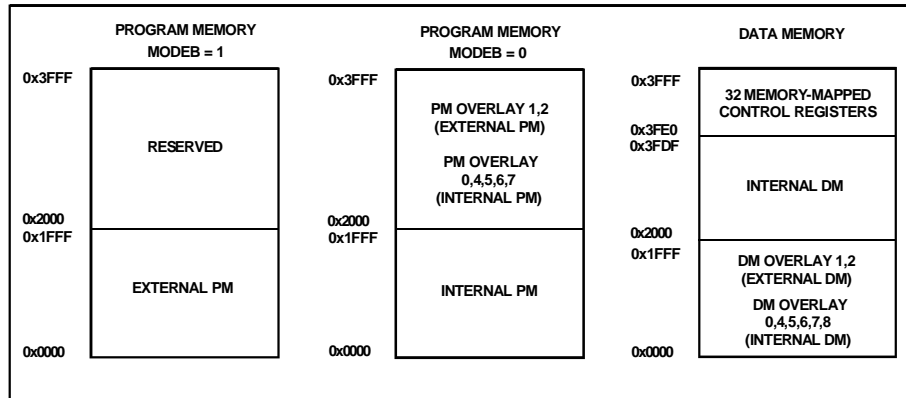 PROGRAM MEMORY
MODEB = 1
0x3FFF
RESERVED
0x2000
0x1FFF
EXTERNAL PM
0x0000
PROGRAM MEMORY
MODEB = 0
0x3FFF
PM OVERLAY 1,2
(EXTERNAL PM)
PM OVERLAY
0,4,5,6,7
(INTERNAL PM)
0x2000
0x1FFF
INTERNAL PM
0x0000
DATA MEMORY
0x3FFF
32 MEMORY-MAPPED
CONTROL REGISTERS
0x3FE0
0x3FDF
INTERNAL DM
0x2000
0x1FFF
DM OVERLAY 1,2
(EXTERNAL DM)
DM OVERLAY
0,4,5,6,7,8
(INTERNAL DM)
0x0000